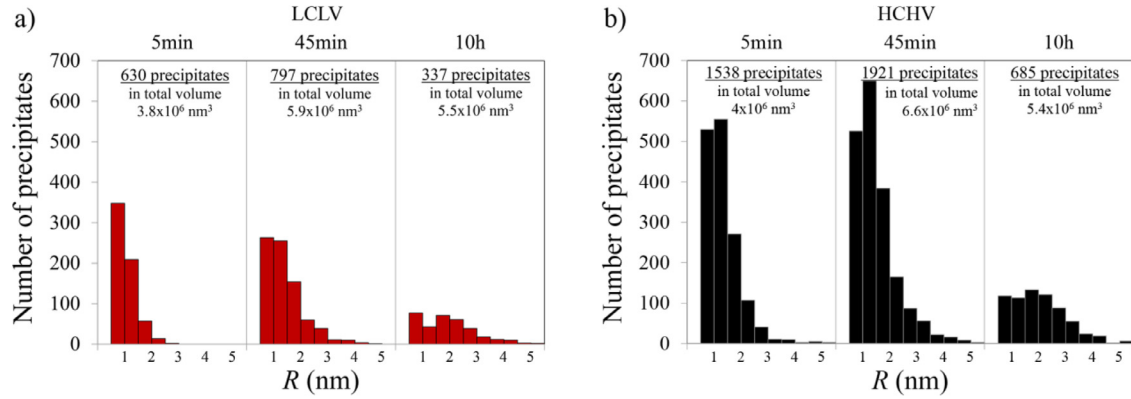 a)
LCLV
5min 45min 10h
Number of precipitates
700
600
500
400
300
200
100
0
630 precipitates
in total volume
3.8x10⁶ nm³
797 precipitates
in total volume
5.9x10⁶ nm³
337 precipitates
in total volume
5.5x10⁶ nm³
1 2 3 4 5 1 2 3 4 5 1 2 3 4 5
R (nm)
b)
HCHV
5min 45min 10h
Number of precipitates
700
600
500
400
300
200
100
0
1538 precipitates
in total volume
4x10⁶ nm³
1921 precipitates
in total volume
6.6x10⁶ nm³
685 precipitates
in total volume
5.4x10⁶ nm³
1 2 3 4 5 1 2 3 4 5 1 2 3 4 5
R (nm)